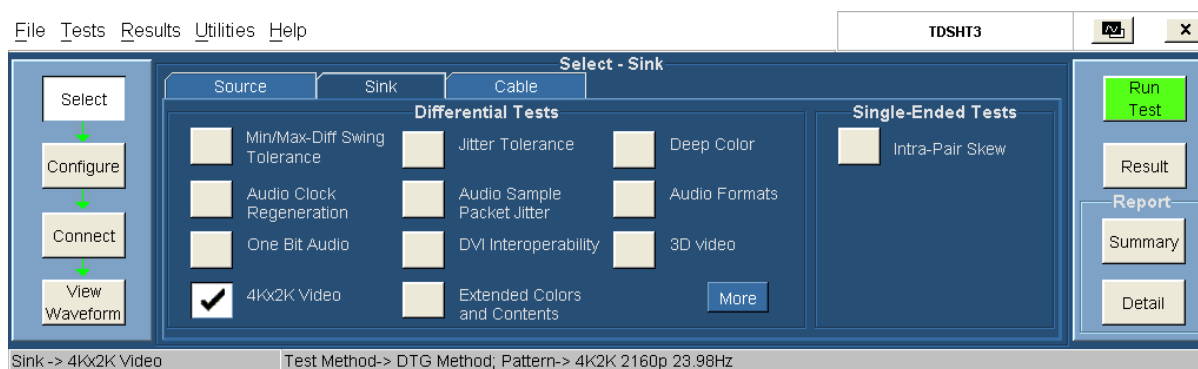 File Tests Results Utilities Help
TDSHT3
x
Select - Sink
Select
Configure
Connect
View
Waveform
Source
Sink
Cable
Differential Tests
Min/Max-Diff Swing
Tolerance
Jitter Tolerance
Deep Color
Audio Clock
Regeneration
Audio Sample
Packet Jitter
Audio Formats
One Bit Audio
DVI Interoperability
3D video
4Kx2K Video
Extended Colors
and Contents
More
Single-Ended Tests
Intra-Pair Skew
Run
Test
Result
Report
Summary
Detail
Sink -> 4Kx2K Video
Test Method-> DTG Method; Pattern-> 4K2K 2160p 23.98Hz